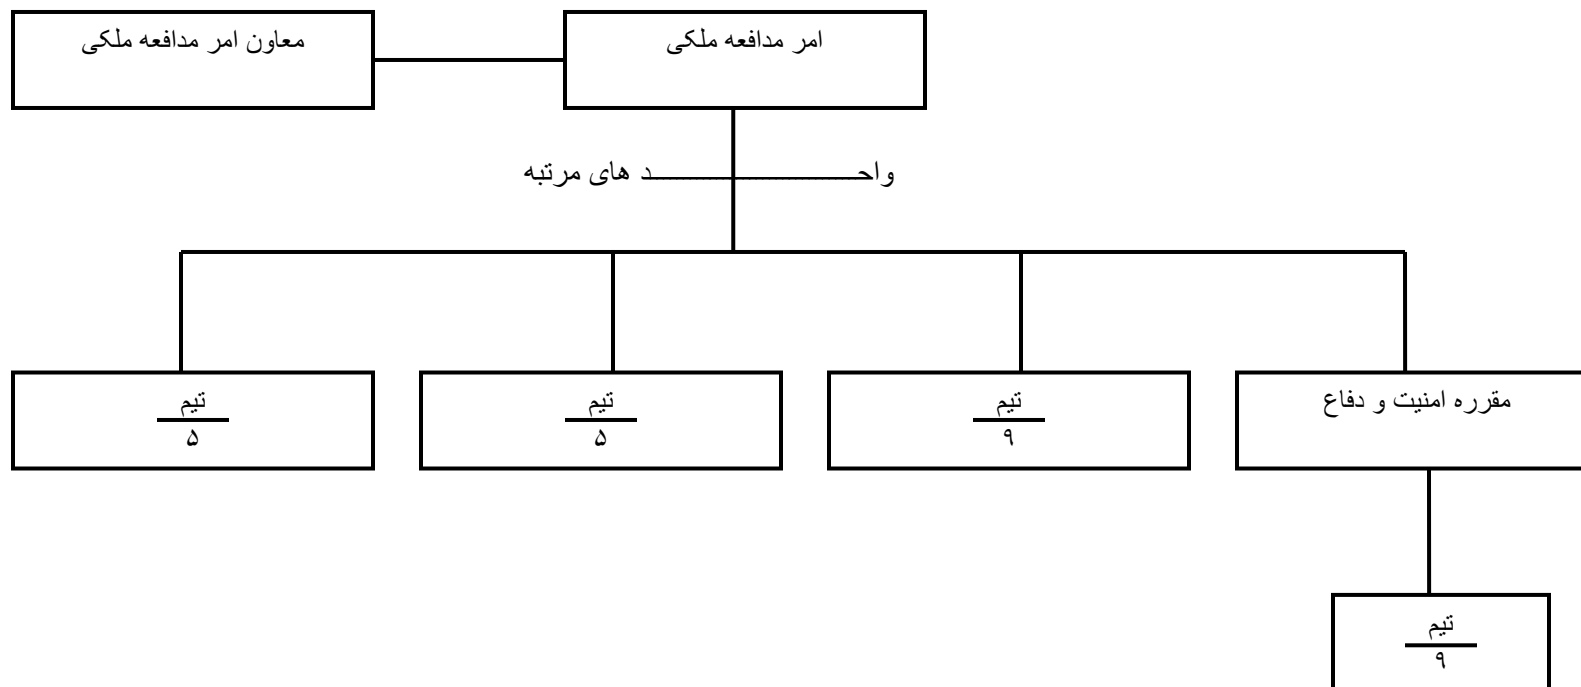 امر مدافعه ملکی
معاون امر مدافعه ملکی
واحـــــــــــــــــد های مرتبه
مقرره امنیت و دفاع
تیم
۹
تیم
۵
تیم
۵
تیم
۹